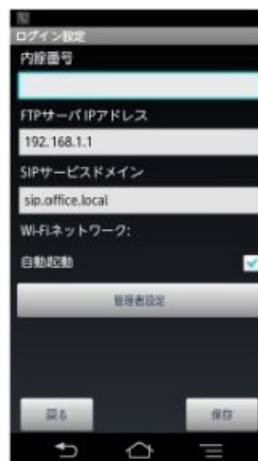 ログイン設定
内線番号
FTPサーバ IPアドレス
192.168.1.1
SIPサービスドメイン
sip.office.local
Wi-Fiネットワーク:
自動起動
管理者設定
戻る
保存